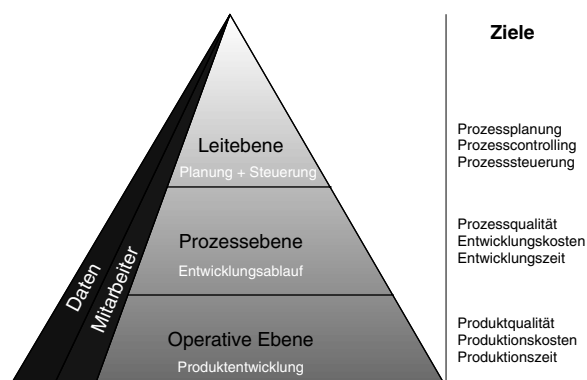 Ziele
Leitebene
Planung + Steuerung
Prozessplanung
Prozesscontrolling
Prozesssteuerung
Prozessebene
Entwicklungsablauf
Prozessqualität
Entwicklungskosten
Entwicklungszeit
Daten
Mitarbeiter
Operative Ebene
Produktentwicklung
Produktqualität
Produktionskosten
Produktionszeit